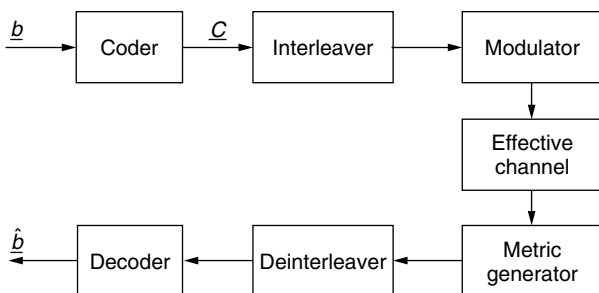 b
Coder
C
Interleaver
Modulator
Effective
channel
Metric
generator
Deinterleaver
Decoder
b̂